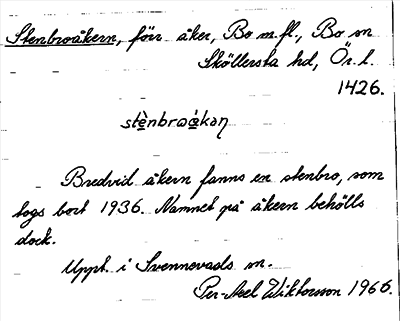 Stenbroåkern, förr åker, Bo m.fl., Bo sn
Sköllersta hd, Ör. l.
1426.
stènbrωåkaṇ
Bredvid åkern fanns en stenbro, som
togs bort 1936. Namnet på åkern behölls
dock.
Uppt. i Svennevads sn.
Per-Axel Wiktorsson 1966.